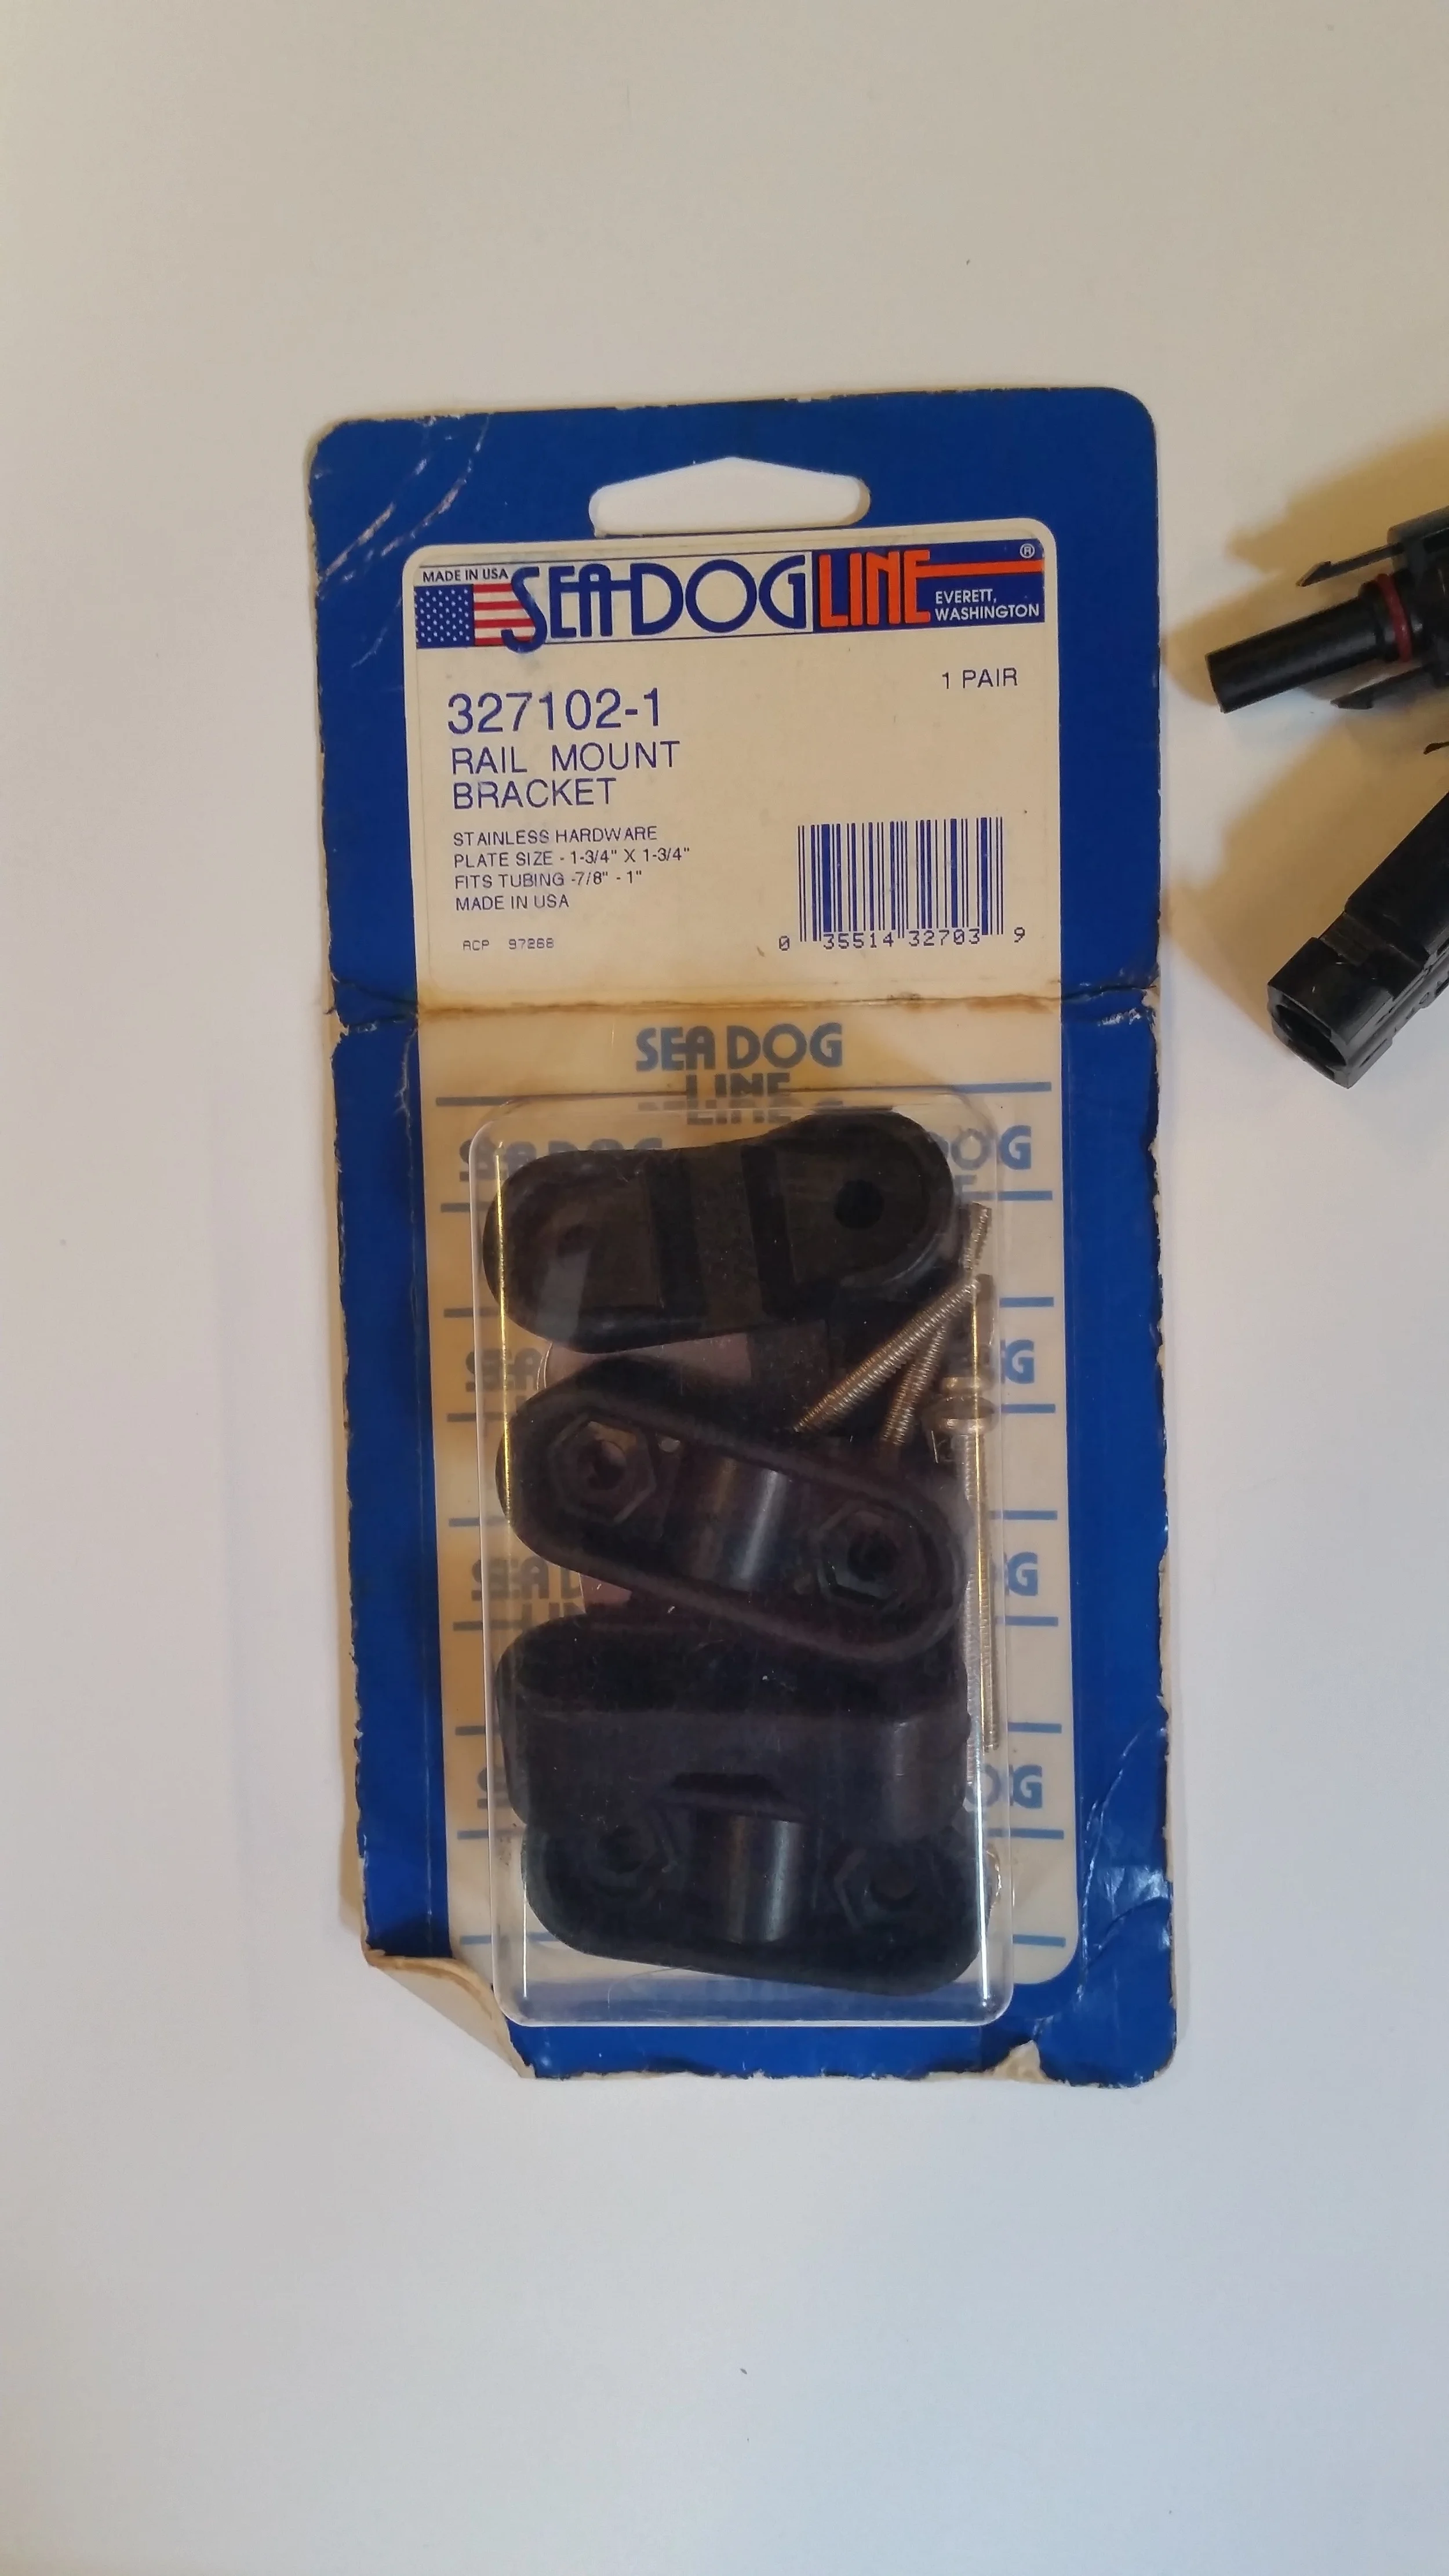 MADE IN USA
SEA-DOG LINE ®
EVERETT,
WASHINGTON
1 PAIR
327102-1
RAIL MOUNT
BRACKET
STAINLESS HARDWARE
PLATE SIZE - 1-3/4" X 1-3/4"
FITS TUBING -7/8" - 1"
MADE IN USA
ACP 97268
0 35514 32703 9
SEA DOG
LINE